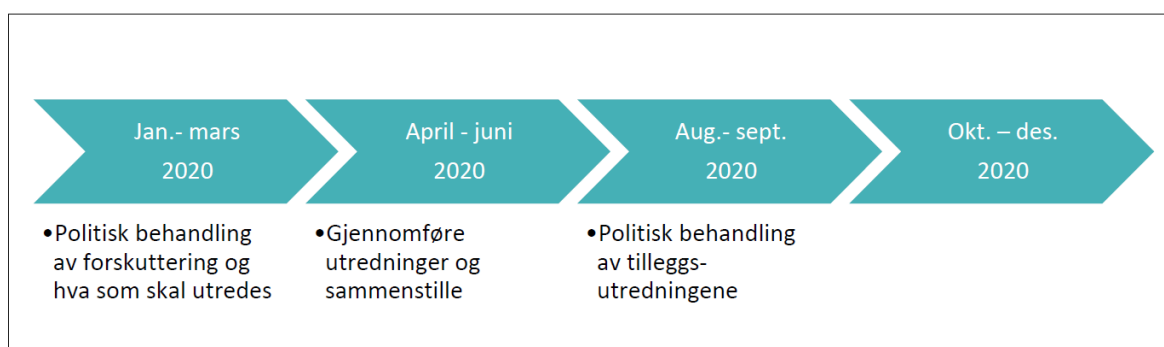 Jan.- mars
2020
April - juni
2020
Aug.- sept.
2020
Okt. – des.
2020
•Politisk behandling
av forskuttering og
hva som skal utredes
•Gjennomføre
utredninger og
sammenstille
•Politisk behandling
av tilleggs-
utredningene